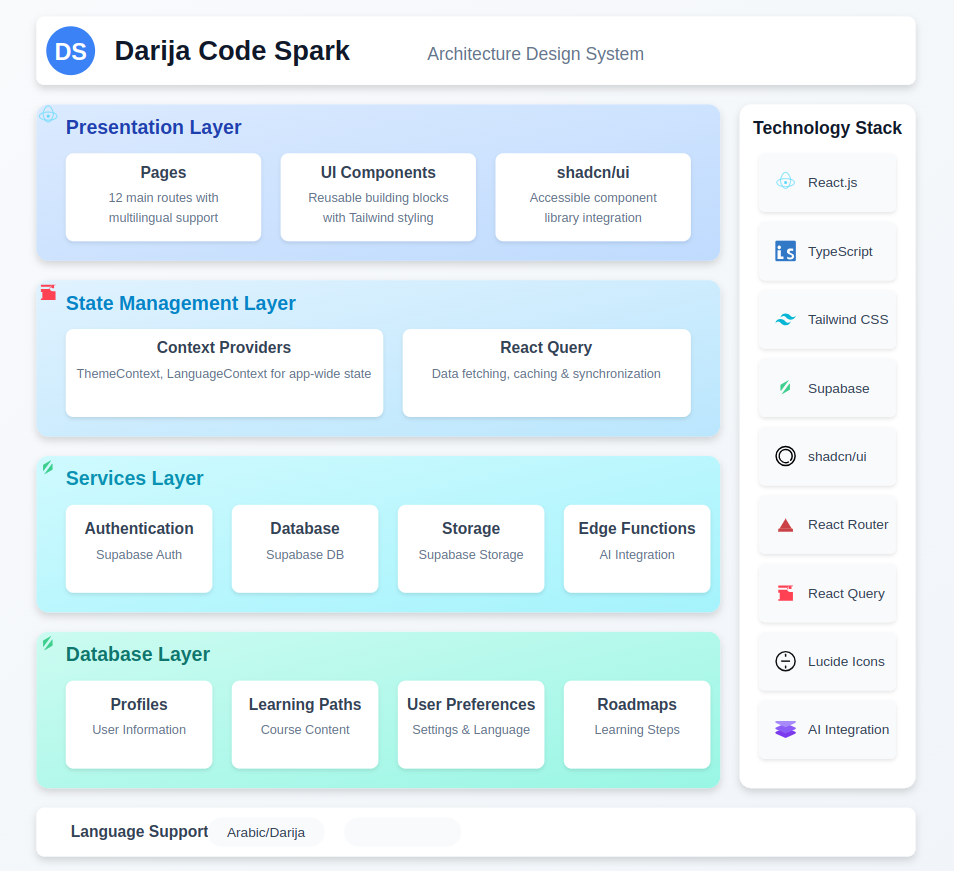 DS
Darija Code Spark
Architecture Design System
Presentation Layer
Pages
12 main routes with
multilingual support
UI Components
Reusable building blocks
with Tailwind styling
shadcn/ui
Accessible component
library integration
State Management Layer
Context Providers
ThemeContext, LanguageContext for app-wide state
React Query
Data fetching, caching & synchronization
Services Layer
Authentication
Supabase Auth
Database
Supabase DB
Storage
Supabase Storage
Edge Functions
AI Integration
Database Layer
Profiles
User Information
Learning Paths
Course Content
User Preferences
Settings & Language
Roadmaps
Learning Steps
Technology Stack
React.js
TypeScript
Tailwind CSS
Supabase
shadcn/ui
React Router
React Query
Lucide Icons
AI Integration
Language Support
Arabic/Darija